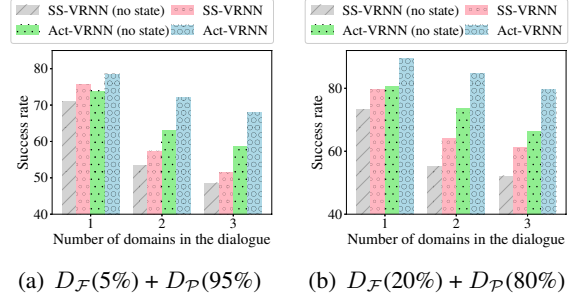 SS-VRNN (no state) SS-VRNN
Act-VRNN (no state) Act-VRNN
80
70
60
50
40
Success rate
1 2 3
Number of domains in the dialogue
(a) D_F(5%) + D_P(95%)
SS-VRNN (no state) SS-VRNN
Act-VRNN (no state) Act-VRNN
80
60
40
Success rate
1 2 3
Number of domains in the dialogue
(b) D_F(20%) + D_P(80%)